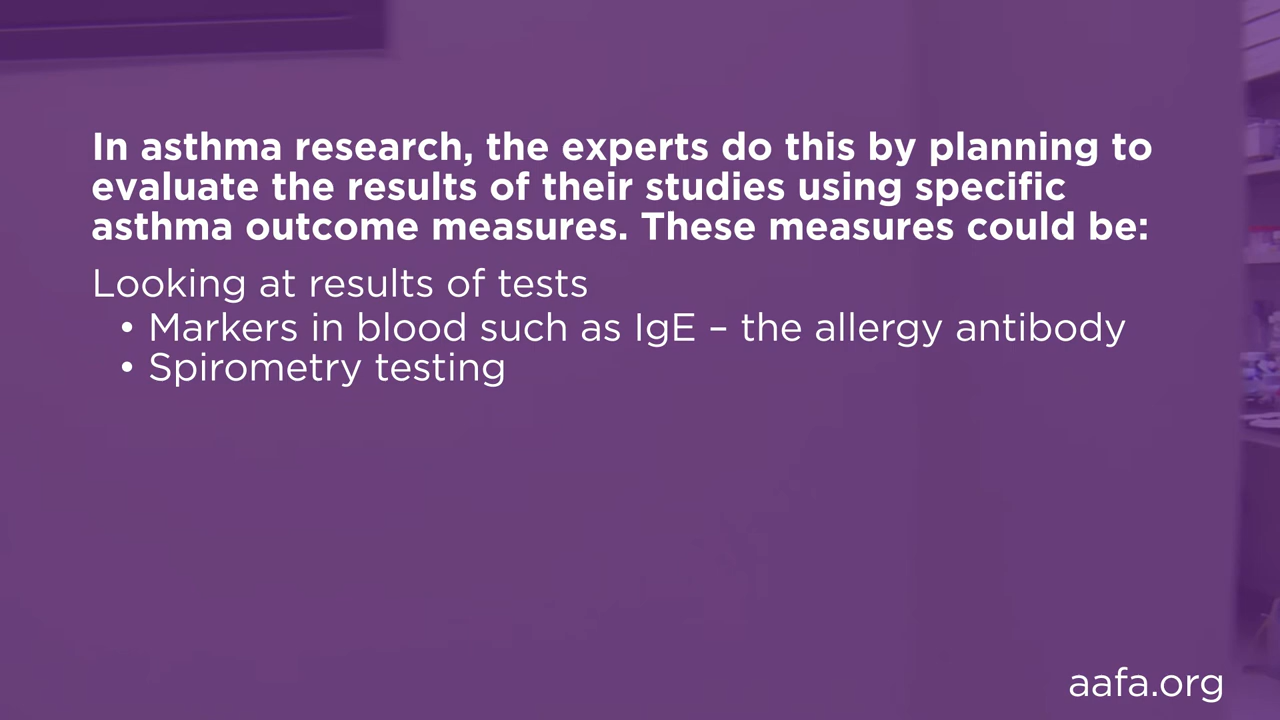 In asthma research, the experts do this by planning to
evaluate the results of their studies using specific
asthma outcome measures. These measures could be:
Looking at results of tests
• Markers in blood such as IgE – the allergy antibody
• Spirometry testing
aafa.org